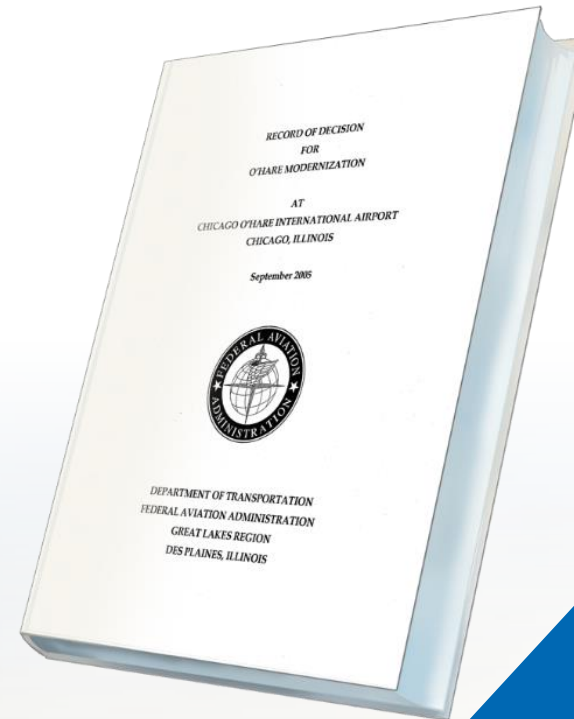 RECORD OF DECISION
FOR
O'HARE MODERNIZATION
AT
CHICAGO O'HARE INTERNATIONAL AIRPORT
CHICAGO, ILLINOIS
September 2005
FEDERAL AVIATION
ADMINISTRATION
DEPARTMENT OF TRANSPORTATION
FEDERAL AVIATION ADMINISTRATION
GREAT LAKES REGION
DES PLAINES, ILLINOIS